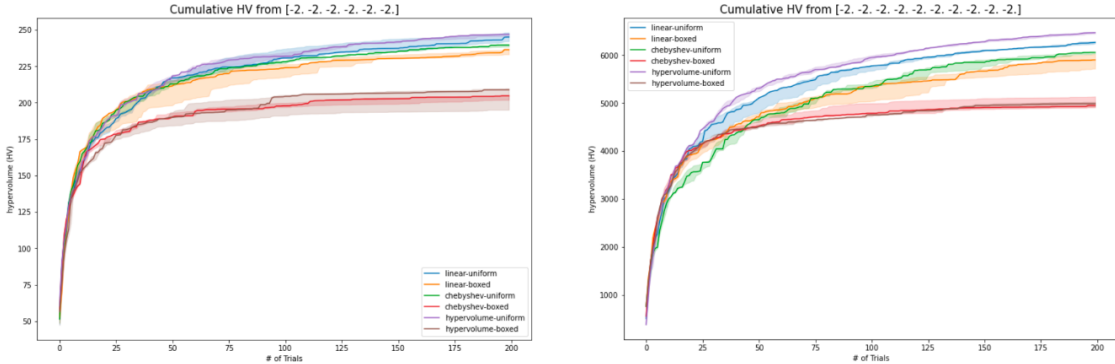 Cumulative HV from [-2. -2. -2. -2. -2. -2.]
250
225
200
175
150
125
100
75
50
hypervolume (HV)
0
25
50
75
100
125
150
175
200
# of Trials
linear-uniform
linear-boxed
chebyshev-uniform
chebyshev-boxed
hypervolume-uniform
hypervolume-boxed
Cumulative HV from [-2. -2. -2. -2. -2. -2. -2. -2. -2. -2.]
linear-uniform
linear-boxed
chebyshev-uniform
chebyshev-boxed
hypervolume-uniform
hypervolume-boxed
6000
5000
4000
3000
2000
1000
hypervolume (HV)
0
25
50
75
100
125
150
175
200
# of Trials